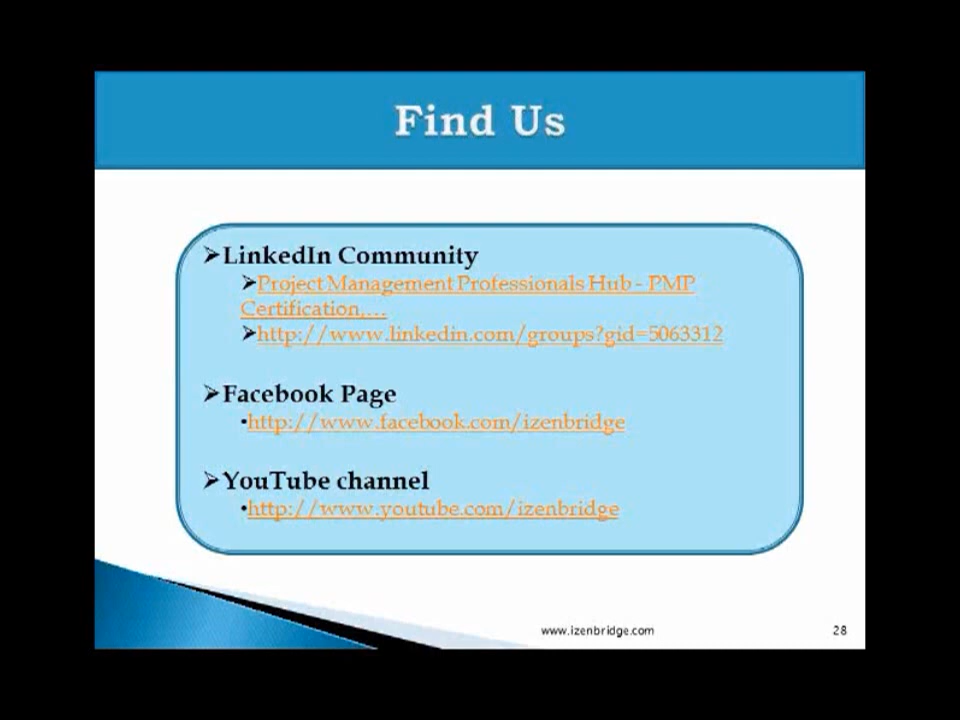 Find Us
➢LinkedIn Community
➢Project Management Professionals Hub - PMP
Certification,...
➢http://www.linkedin.com/groups?gid=5063312
➢Facebook Page
•http://www.facebook.com/izenbridge
➢YouTube channel
•http://www.youtube.com/izenbridge
www.izenbridge.com 28